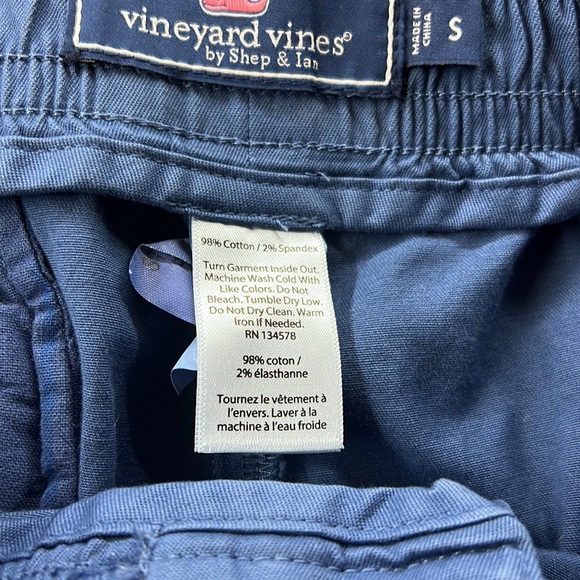 vineyard vines®
by Shep & Ian
MADE IN
CHINA
S
98% Cotton / 2% Spandex
Turn Garment Inside Out.
Machine Wash Cold With
Like Colors. Do Not
Bleach. Tumble Dry Low.
Do Not Dry Clean. Warm
Iron If Needed.
RN 134578
98% coton /
2% élasthanne
Tournez le vêtement à
l'envers. Laver à la
machine à l'eau froide